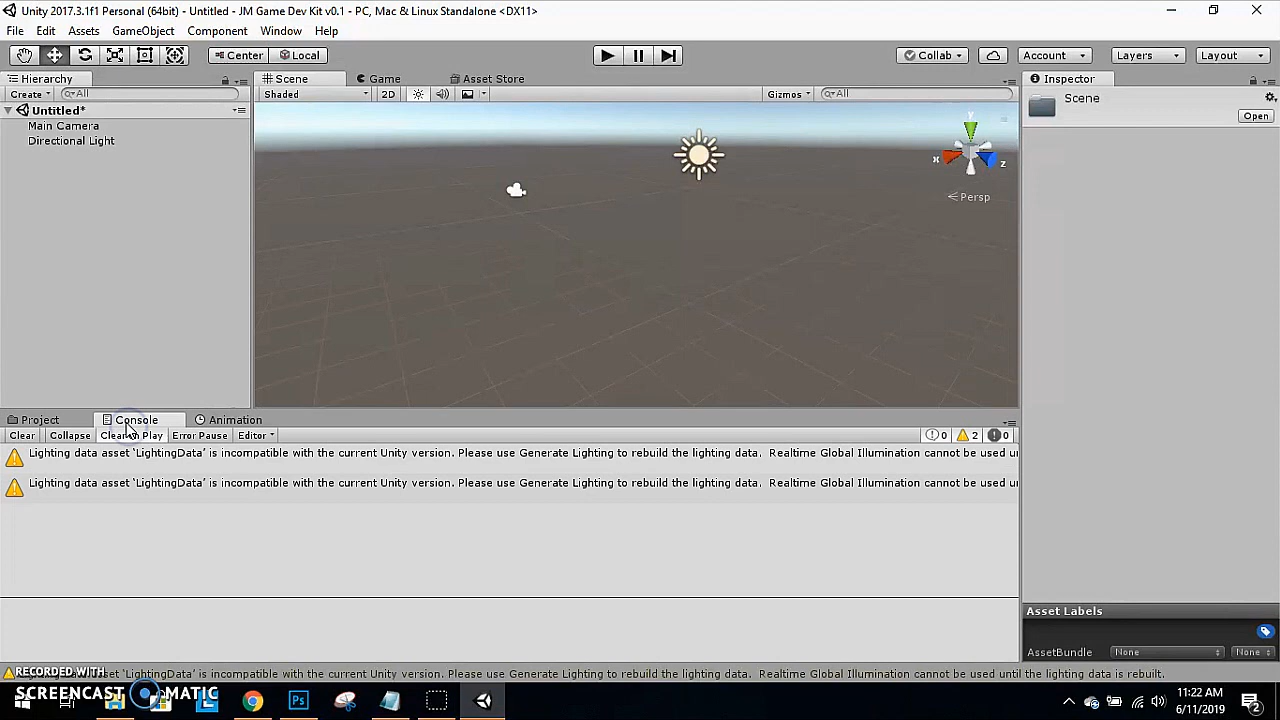 Unity 2017.3.1f1 Personal (64bit) - Untitled - JM Game Dev Kit v0.1 - PC, Mac & Linux Standalone <DX11>
File Edit Assets GameObject Component Window Help
Center Local Collab Account Layers Layout
Hierarchy Scene Game Asset Store Inspector
Create All Shaded 2D Gizmos All Scene
Open
Untitled*
Main Camera
Directional Light
y
x
z
Persp
Project Console Animation
Clear Collapse Clear on Play Error Pause Editor 0 2 0
Lighting data asset 'LightingData' is incompatible with the current Unity version. Please use Generate Lighting to rebuild the lighting data. Realtime Global Illumination cannot be used
Lighting data asset 'LightingData' is incompatible with the current Unity version. Please use Generate Lighting to rebuild the lighting data. Realtime Global Illumination cannot be used
Asset Labels
AssetBundle None None
asset 'LightingData' is incompatible with the current Unity version. Please use Generate Lighting to rebuild the lighting data. Realtime Global Illumination cannot be used until the lighting data is rebuilt.
RECORDED WITH
SCREENCAST MATIC
Ps
11:22 AM
6/11/2019
2